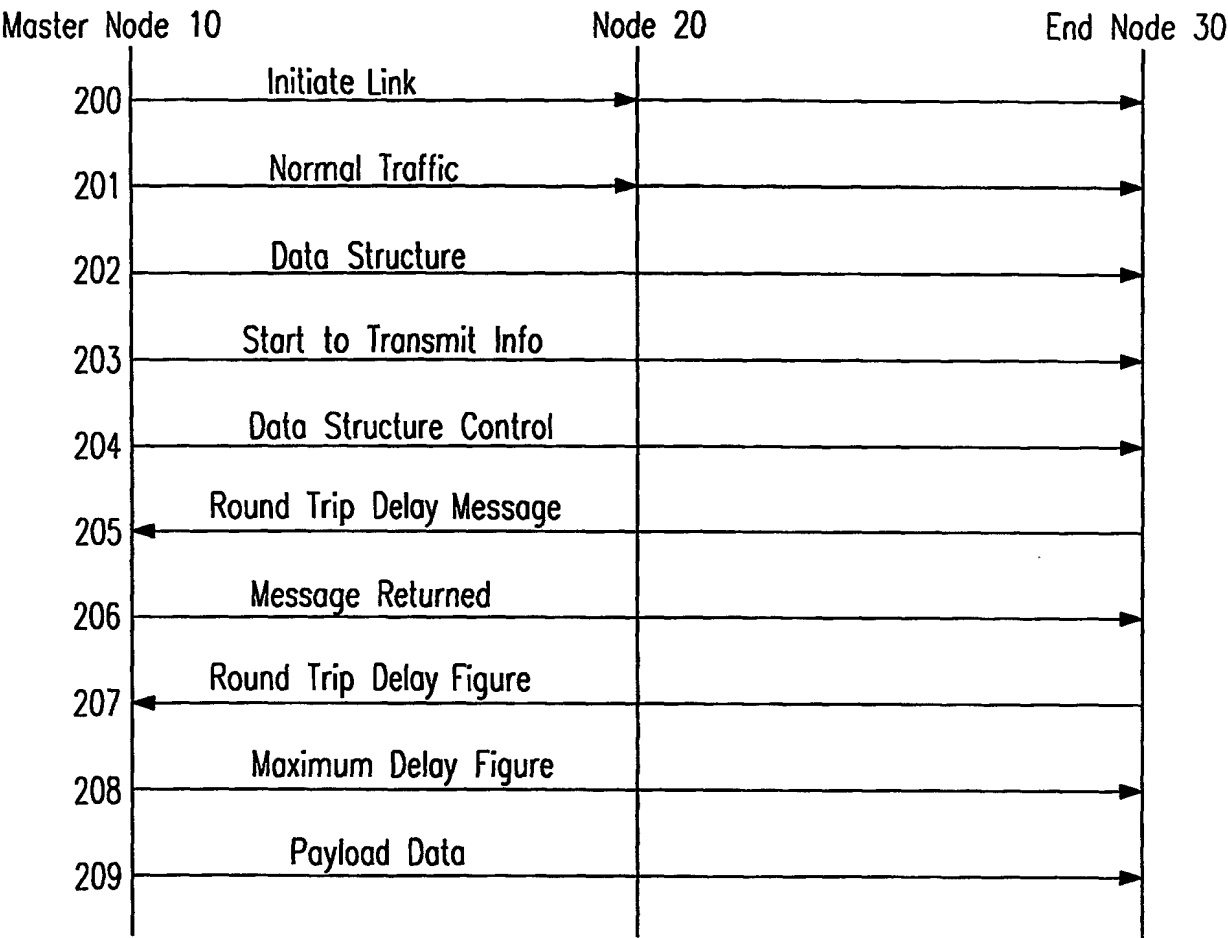 Master Node 10 Node 20 End Node 30
Initiate Link
200
Normal Traffic
201
Data Structure
202
Start to Transmit Info
203
Data Structure Control
204
Round Trip Delay Message
205
Message Returned
206
Round Trip Delay Figure
207
Maximum Delay Figure
208
Payload Data
209